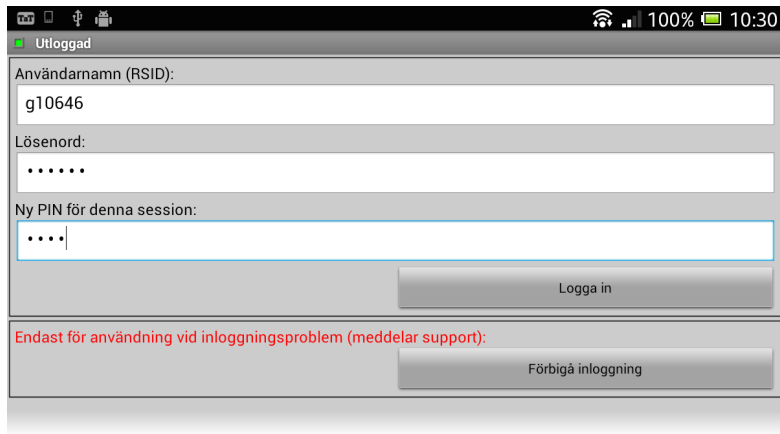 100% 10:30
Utloggad
Användarnamn (RSID):
g10646
Lösenord:
••••••
Ny PIN för denna session:
••••
Logga in
Endast för användning vid inloggningsproblem (meddelar support):
Förbigå inloggning